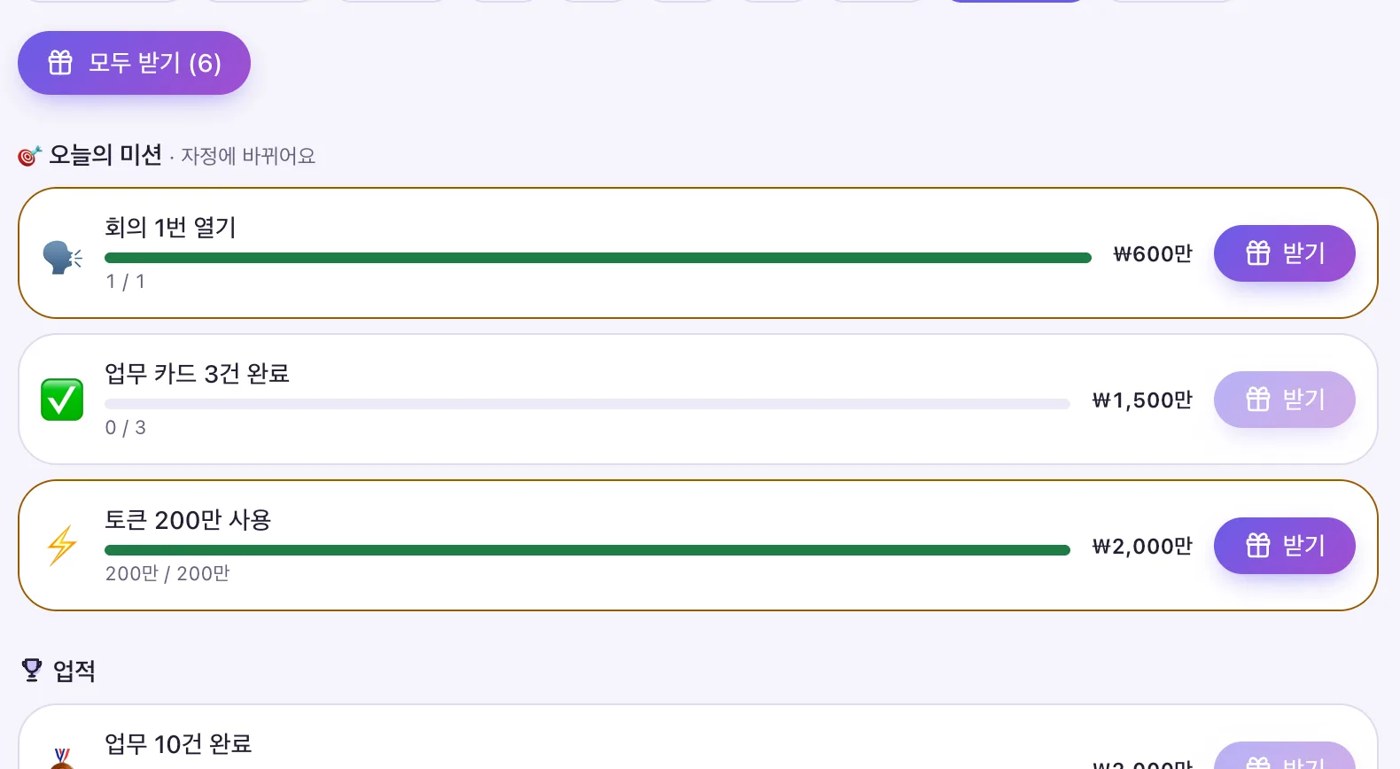 모두 받기 (6)
오늘의 미션 · 자정에 바뀌어요
회의 1번 열기
1 / 1
₩600만
받기
업무 카드 3건 완료
0 / 3
₩1,500만
받기
토큰 200만 사용
200만 / 200만
₩2,000만
받기
업적
업무 10건 완료
받기